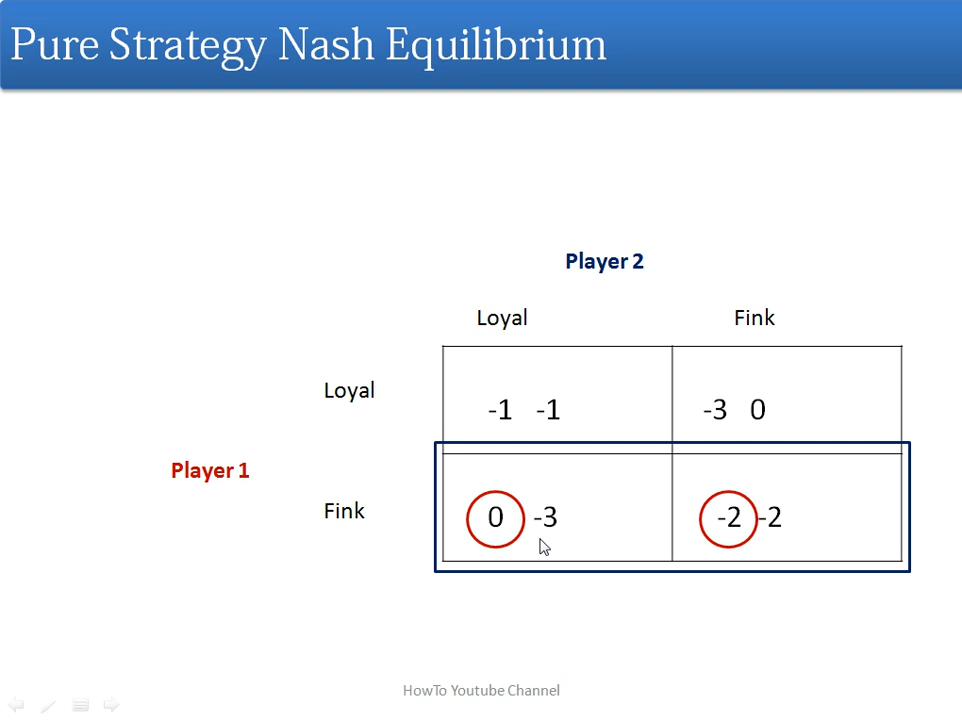 Pure Strategy Nash Equilibrium
Player 2
Loyal Fink
Loyal
-1 -1 -3 0
Player 1
Fink
0 -3 -2 -2
HowTo Youtube Channel